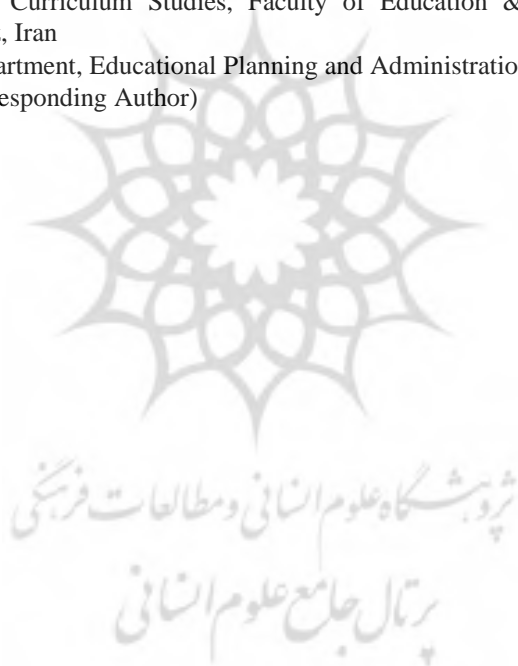 Curriculum Studies, Faculty of Education &
, Iran
artment, Educational Planning and Administratio
esponding Author)
پژوهشگاه علوم انسانی و مطالعات فرهنگی
پرتال جامع علوم انسانی